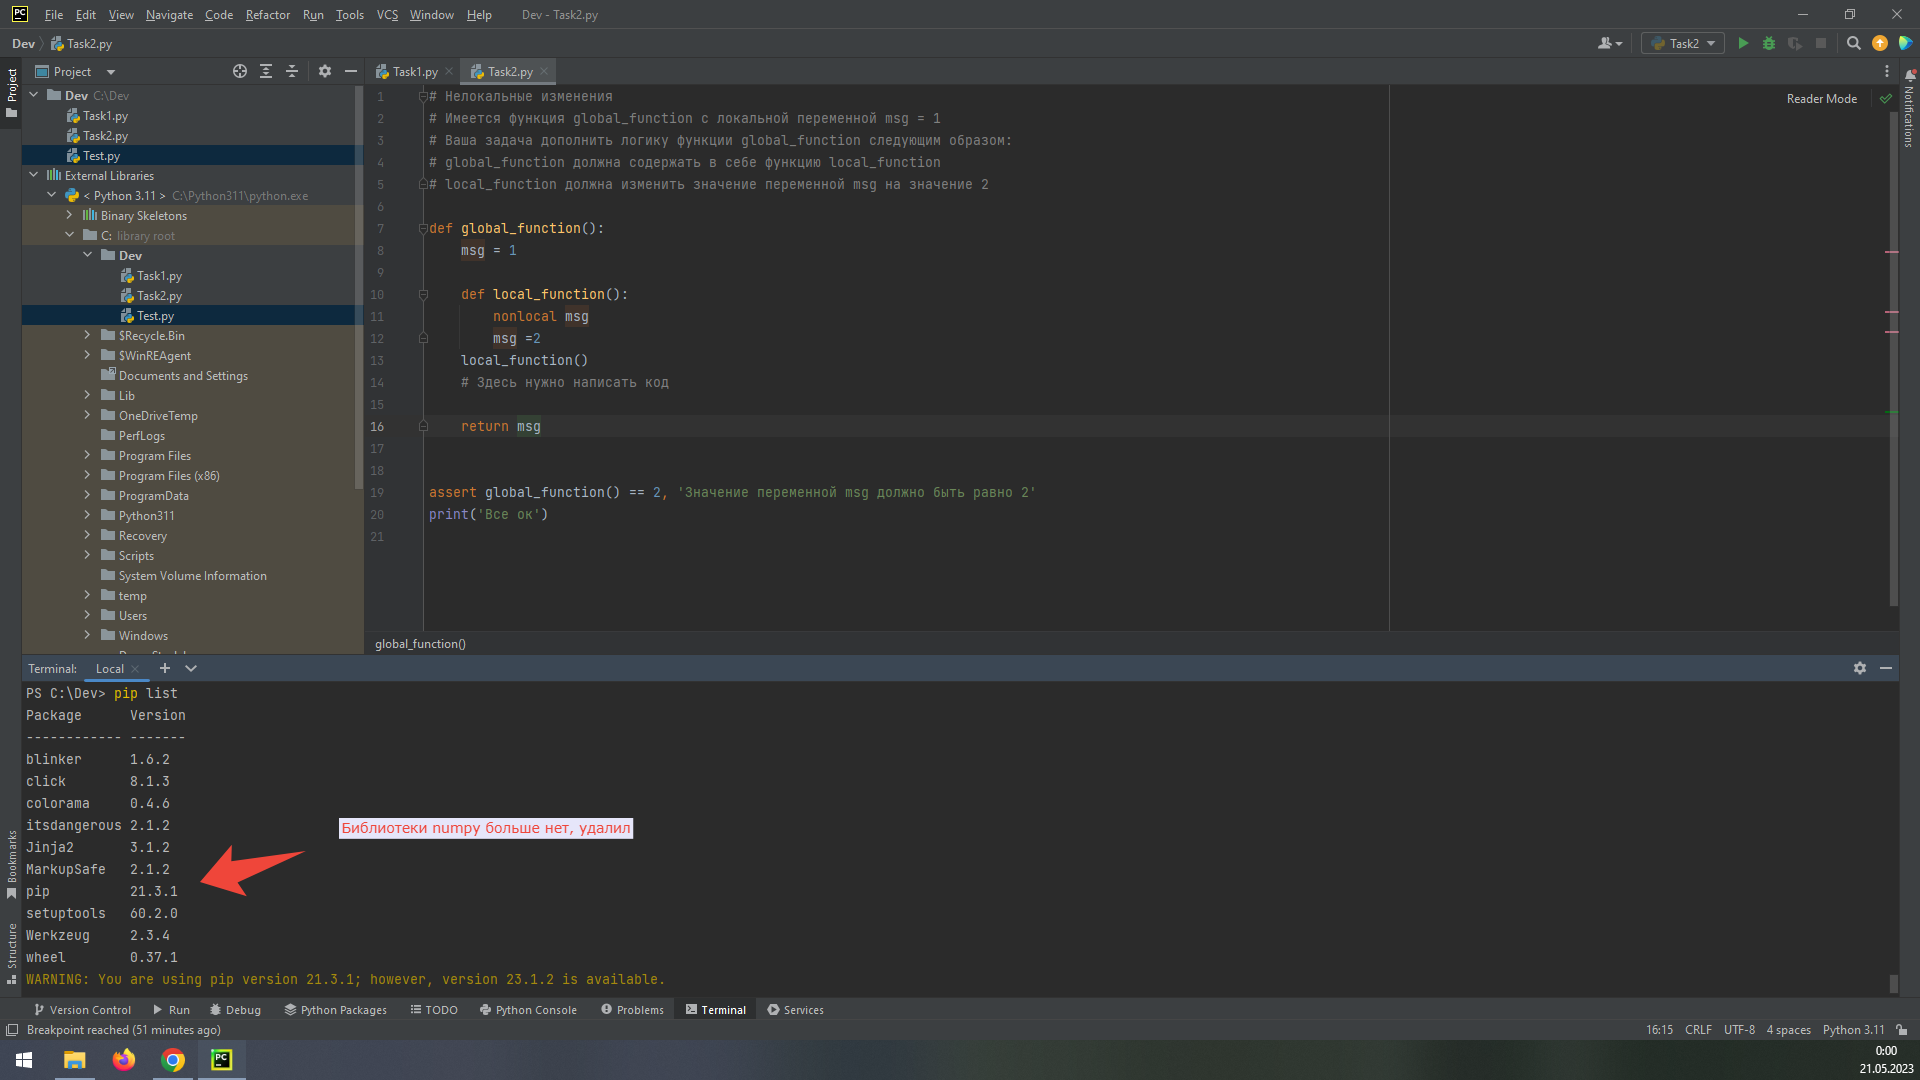 PC File Edit View Navigate Code Refactor Run Tools VCS Window Help Dev - Task2.py
Dev Task2.py Task2
Project Task1.py Task2.py
Project
Notifications
Reader Mode
Dev C:\Dev
Task1.py
Task2.py
Test.py
External Libraries
< Python 3.11 > C:\Python311\python.exe
Binary Skeletons
C: library root
Dev
Task1.py
Task2.py
Test.py
$Recycle.Bin
$WinREAgent
Documents and Settings
Lib
OneDriveTemp
PerfLogs
Program Files
Program Files (x86)
ProgramData
Python311
Recovery
Scripts
System Volume Information
temp
Users
Windows
1 # Нелокальные изменения
2 # Имеется функция global_function с локальной переменной msg = 1
3 # Ваша задача дополнить логику функции global_function следующим образом:
4 # global_function должна содержать в себе функцию local_function
5 # local_function должна изменить значение переменной msg на значение 2
6
7 def global_function():
8 msg = 1
9
10 def local_function():
11 nonlocal msg
12 msg =2
13 local_function()
14 # Здесь нужно написать код
15
16 return msg
17
18
19 assert global_function() == 2, 'Значение переменной msg должно быть равно 2'
20 print('Все ок')
21
global_function()
Terminal: Local
PS C:\Dev> pip list
Package Version
------------ -------
blinker 1.6.2
click 8.1.3
colorama 0.4.6
itsdangerous 2.1.2
Jinja2 3.1.2
MarkupSafe 2.1.2
pip 21.3.1
setuptools 60.2.0
Werkzeug 2.3.4
wheel 0.37.1
WARNING: You are using pip version 21.3.1; however, version 23.1.2 is available.
Библиотеки numpy больше нет, удалил
Bookmarks
Structure
Version Control Run Debug Python Packages TODO Python Console Problems Terminal Services
Breakpoint reached (51 minutes ago) 16:15 CRLF UTF-8 4 spaces Python 3.11
PC
0:00
21.05.2023